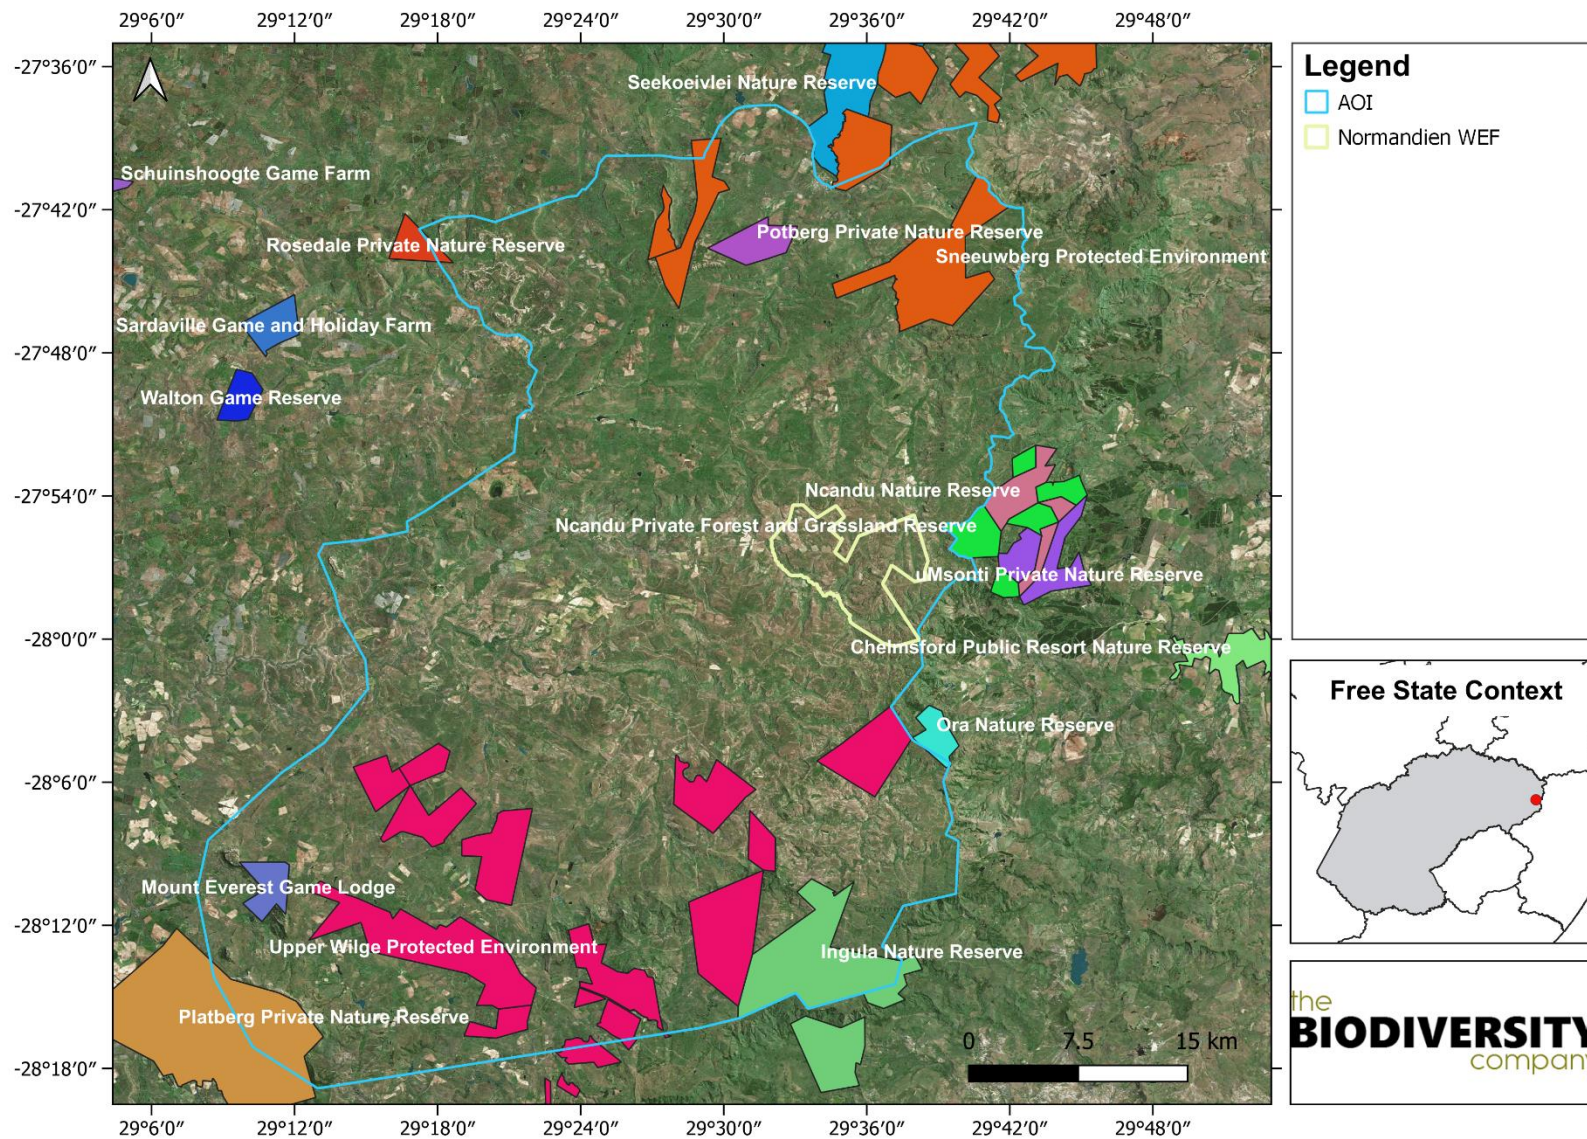 29°6′0″ 29°12′0″ 29°18′0″ 29°24′0″ 29°30′0″ 29°36′0″ 29°42′0″ 29°48′0″
-27°36′0″
-27°42′0″
-27°48′0″
-27°54′0″
-28°0′0″
-28°6′0″
-28°12′0″
-28°18′0″
Seekoeivlei Nature Reserve
Schuinshoogte Game Farm
Rosedale Private Nature Reserve
Potberg Private Nature Reserve
Sneeuwberg Protected Environment
Sardaville Game and Holiday Farm
Walton Game Reserve
Ncandu Nature Reserve
Ncandu Private Forest and Grassland Reserve
uMsonti Private Nature Reserve
Chelmsford Public Resort Nature Reserve
Ora Nature Reserve
Mount Everest Game Lodge
Upper Wilge Protected Environment
Ingula Nature Reserve
Platberg Private Nature Reserve
0 7.5 15 km
29°6′0″ 29°12′0″ 29°18′0″ 29°24′0″ 29°30′0″ 29°36′0″ 29°42′0″ 29°48′0″
Legend
AOI
Normandien WEF
Free State Context
the
BIODIVERSITY
company